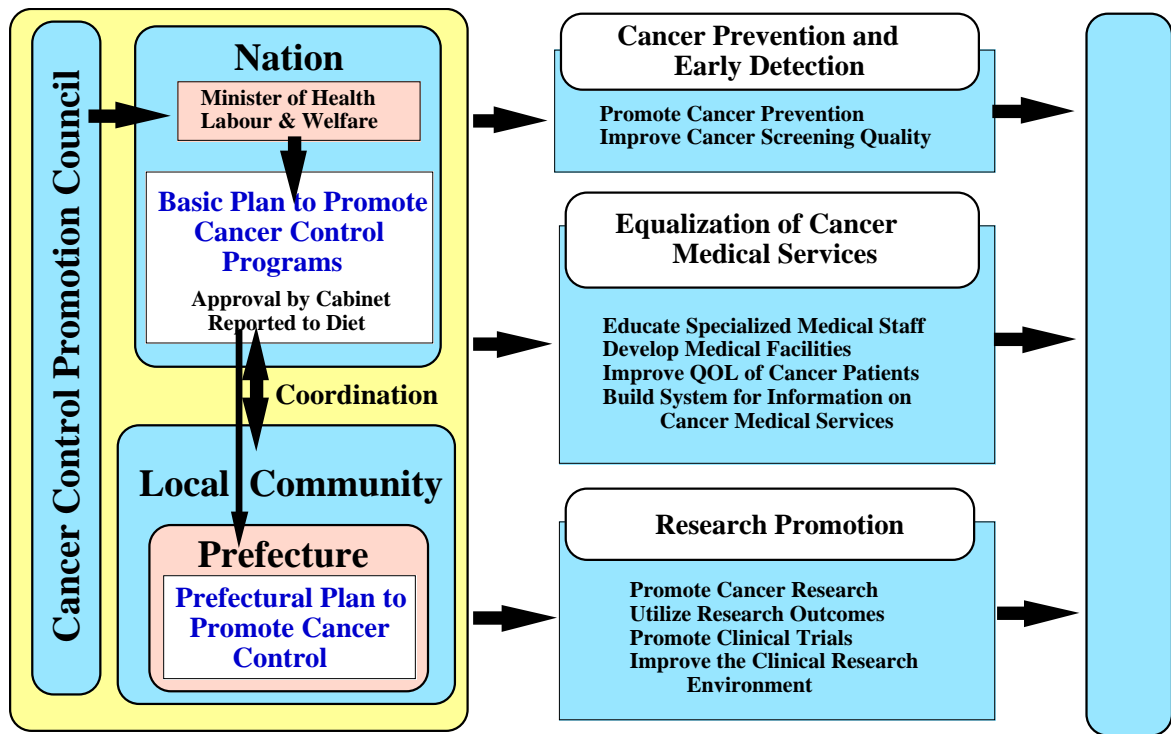 Cancer Control Promotion Council
Nation
Minister of Health
Labour & Welfare
Basic Plan to Promote
Cancer Control
Programs
Approval by Cabinet
Reported to Diet
Coordination
Local Community
Prefecture
Prefectural Plan to
Promote Cancer
Control
Cancer Prevention and
Early Detection
Promote Cancer Prevention
Improve Cancer Screening Quality
Equalization of Cancer
Medical Services
Educate Specialized Medical Staff
Develop Medical Facilities
Improve QOL of Cancer Patients
Build System for Information on
Cancer Medical Services
Research Promotion
Promote Cancer Research
Utilize Research Outcomes
Promote Clinical Trials
Improve the Clinical Research
Environment